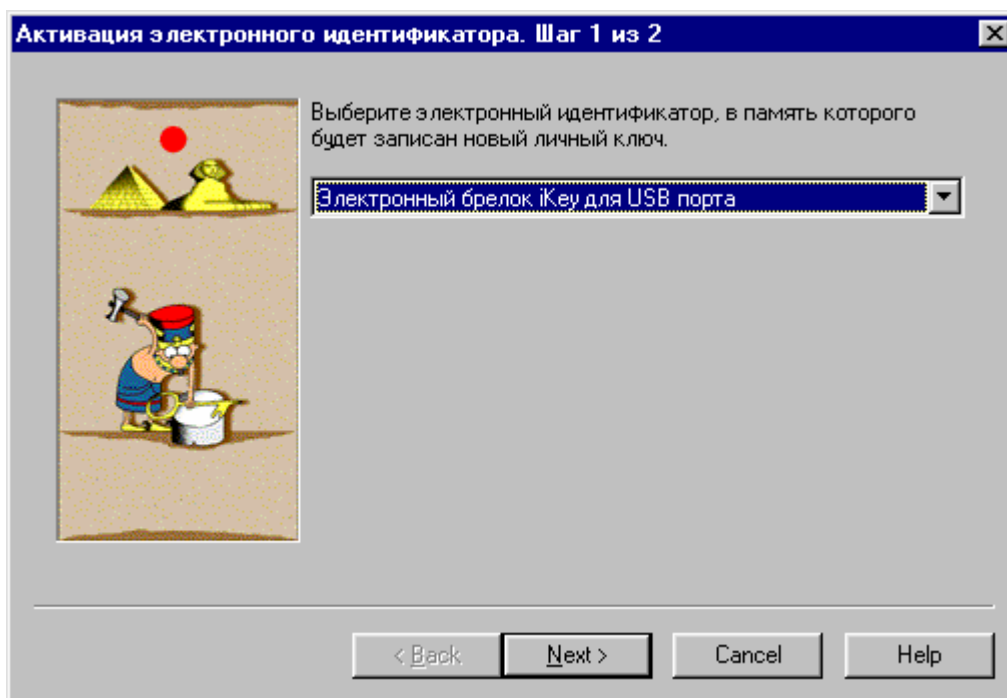 Активация электронного идентификатора. Шаг 1 из 2
Выберите электронный идентификатор, в память которого
будет записан новый личный ключ.
Электронный брелок iKey для USB порта
< Back
Next >
Cancel
Help